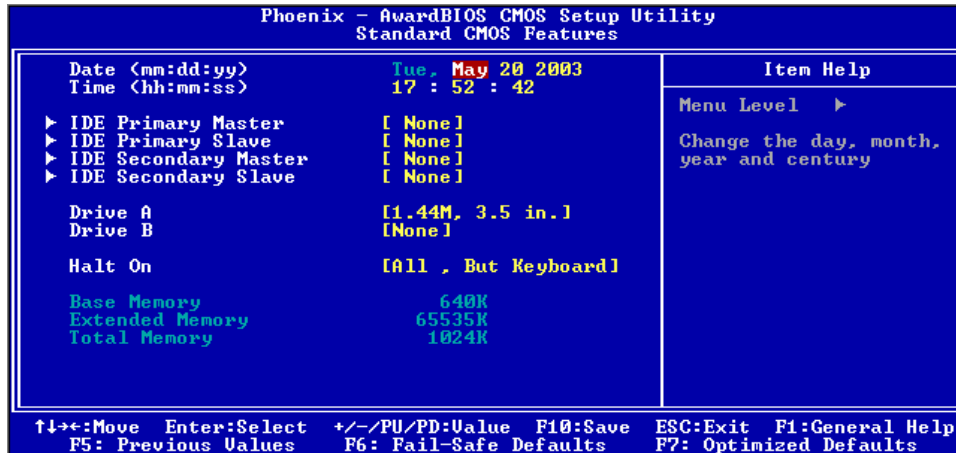 Phoenix - AwardBIOS CMOS Setup Utility
Standard CMOS Features
Date (mm:dd:yy) Tue, May 20 2003
Time (hh:mm:ss) 17 : 52 : 42
► IDE Primary Master [ None]
► IDE Primary Slave [ None]
► IDE Secondary Master [ None]
► IDE Secondary Slave [ None]
Drive A [1.44M, 3.5 in.]
Drive B [None]
Halt On [All , But Keyboard]
Base Memory 640K
Extended Memory 65535K
Total Memory 1024K
Item Help
Menu Level ►
Change the day, month,
year and century
↑↓→←:Move Enter:Select +/-/PU/PD:Value F10:Save ESC:Exit F1:General Help
F5: Previous Values F6: Fail-Safe Defaults F7: Optimized Defaults